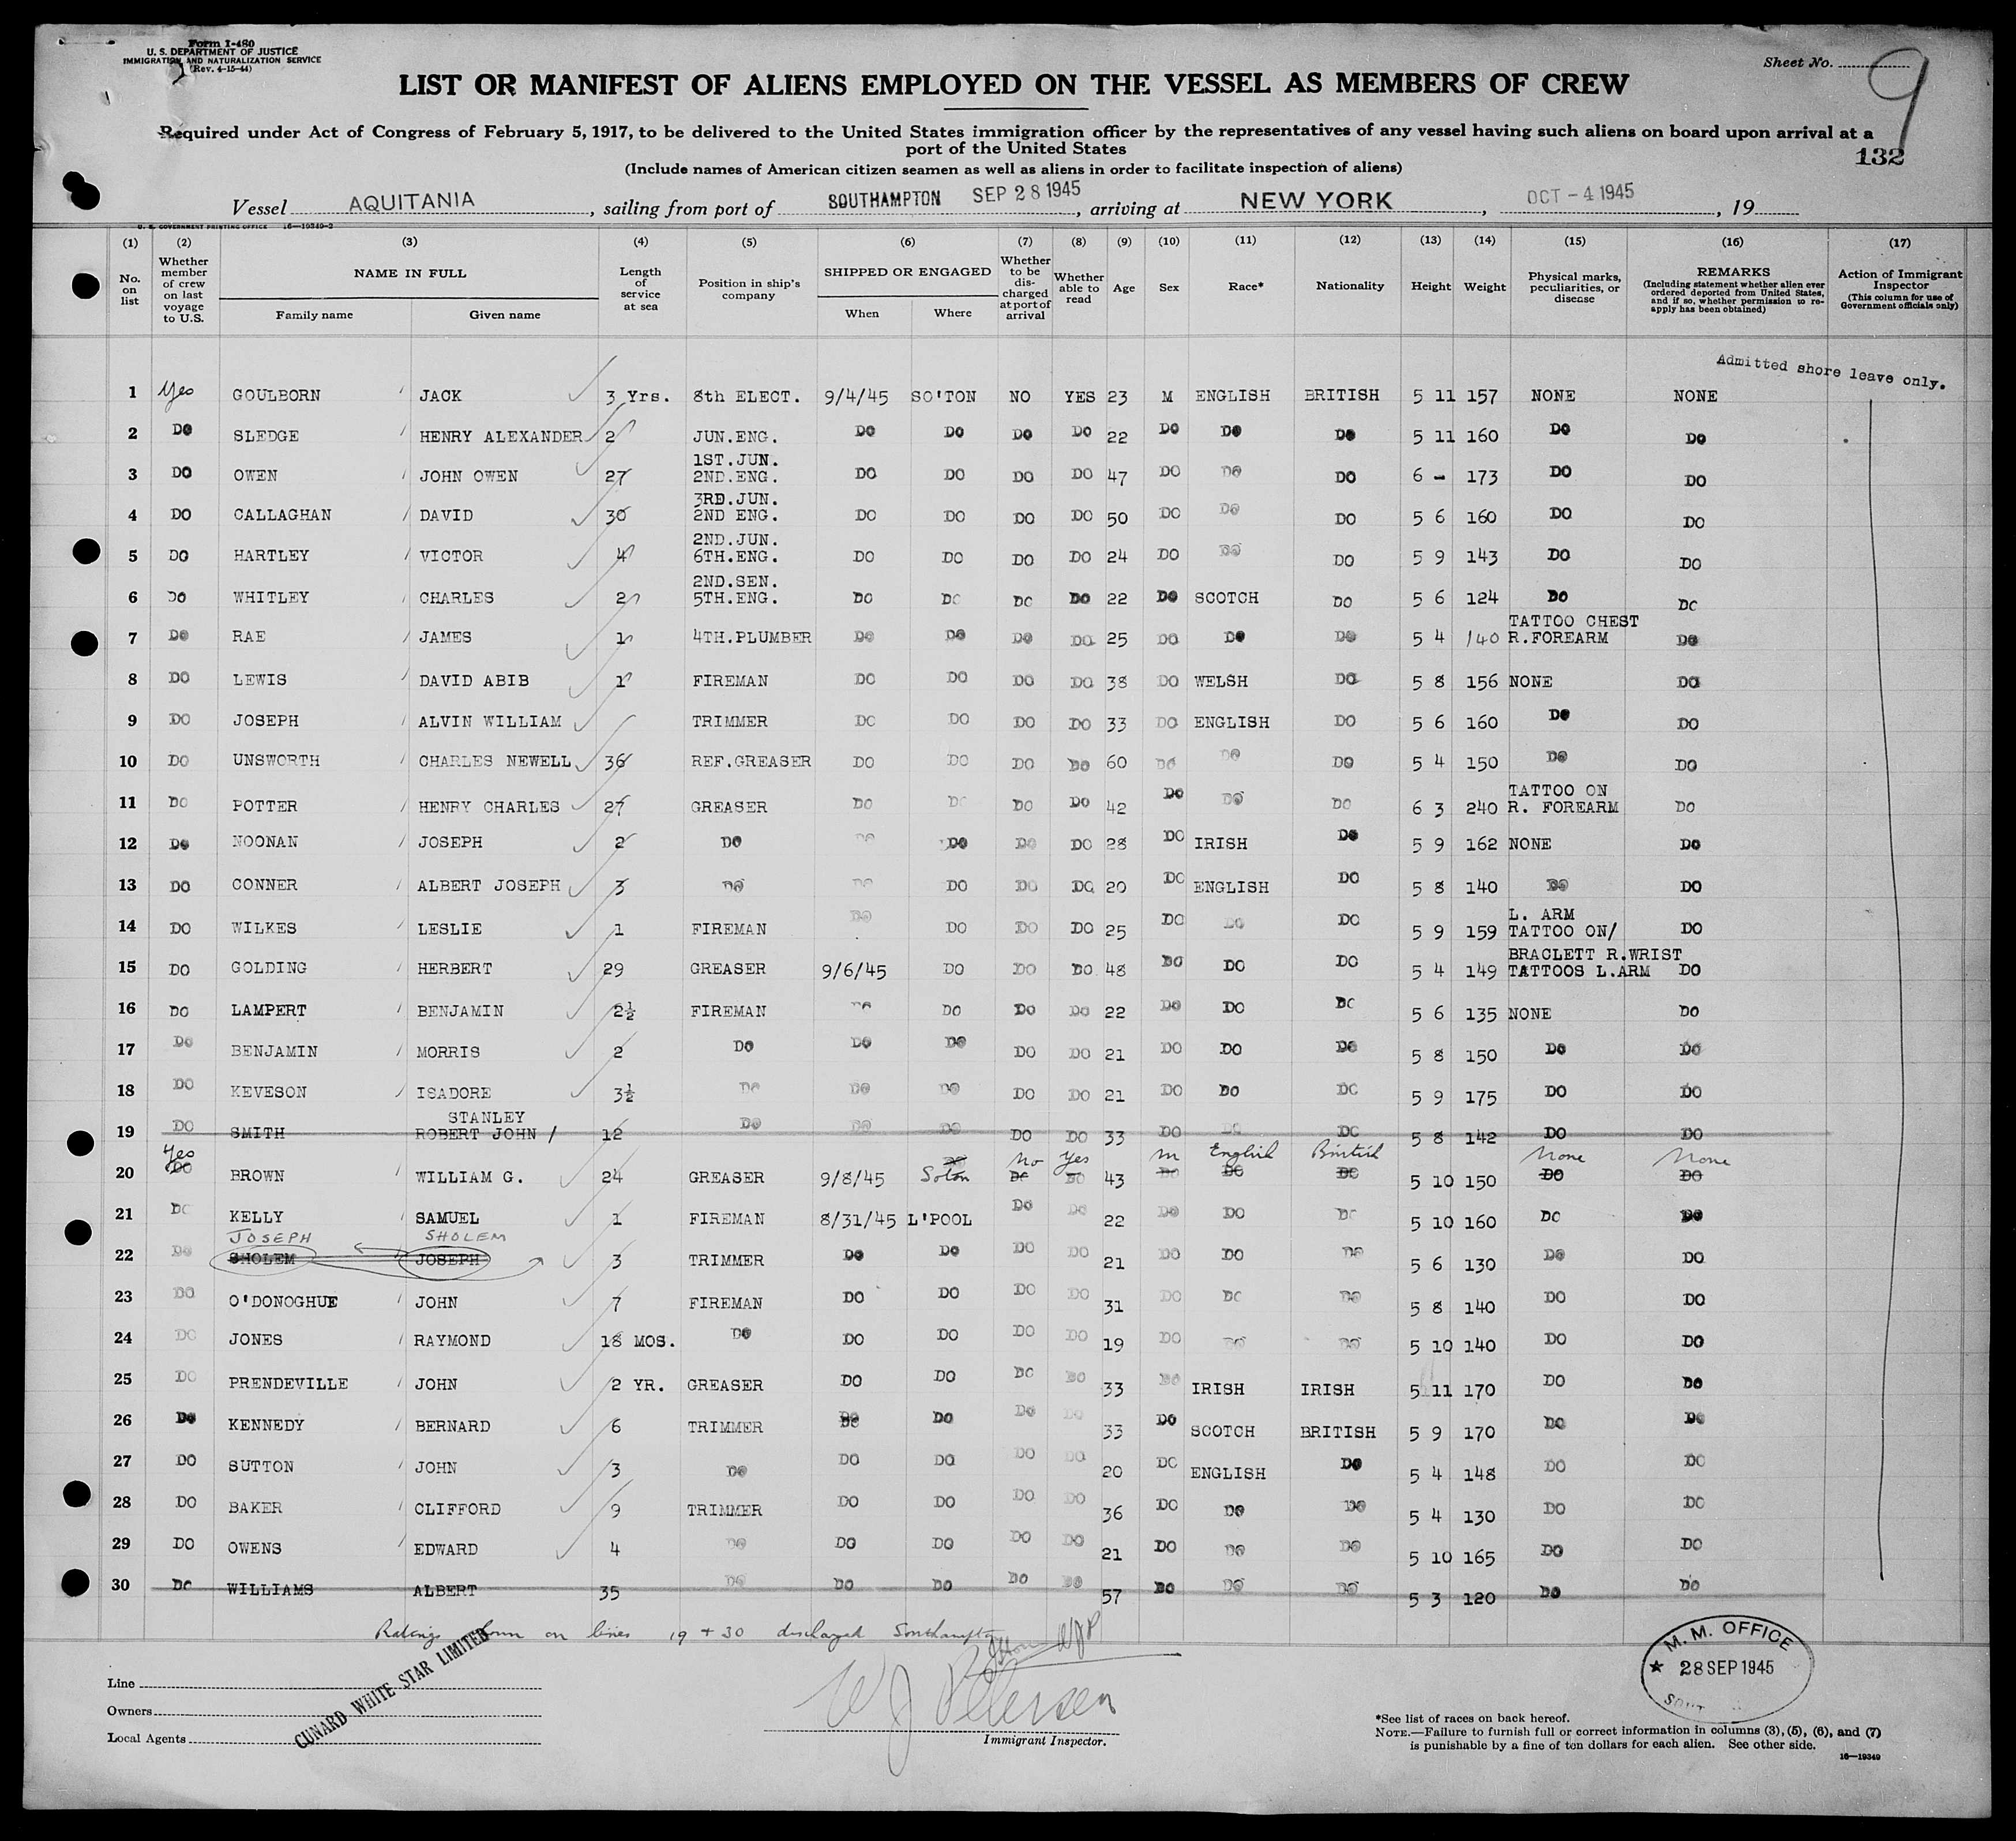 Form I-480
U. S. DEPARTMENT OF JUSTICE
IMMIGRATION AND NATURALIZATION SERVICE
(Rev. 4-15-44)
Sheet No. 9
LIST OR MANIFEST OF ALIENS EMPLOYED ON THE VESSEL AS MEMBERS OF CREW
Required under Act of Congress of February 5, 1917, to be delivered to the United States immigration officer by the representatives of any vessel having such aliens on board upon arrival at a
port of the United States
132
(Include names of American citizen seamen as well as aliens in order to facilitate inspection of aliens)
Vessel AQUITANIA, sailing from port of SOUTHAMPTON SEP 28 1945, arriving at NEW YORK, OCT -4 1945, 19
U. S. GOVERNMENT PRINTING OFFICE 16—19349-2
(1) (2) (3) (4) (5) (6) (7) (8) (9) (10) (11) (12) (13) (14) (15) (16) (17)
No. on list
Whether member of crew on last voyage to U.S.
NAME IN FULL
Family name
Given name
Length of service at sea
Position in ship's company
SHIPPED OR ENGAGED
When
Where
Whether to be discharged at port of arrival
Whether able to read
Age
Sex
Race*
Nationality
Height
Weight
Physical marks, peculiarities, or disease
REMARKS
(Including statement whether alien ever ordered deported from United States, and if so, whether permission to reapply has been obtained)
Action of Immigrant Inspector
(This column for use of Government officials only)
Admitted shore leave only.
1 Yes GOULBORN JACK 3 Yrs. 8th ELECT. 9/4/45 SO'TON NO YES 23 M ENGLISH BRITISH 5 11 157 NONE NONE
2 DO SLEDGE HENRY ALEXANDER 2 JUN.ENG. DO DO DO DO 22 DO DO DO 5 11 160 DO DO
3 DO OWEN JOHN OWEN 27 1ST.JUN. 2ND.ENG. DO DO DO DO 47 DO DO DO 6 - 173 DO DO
4 DO CALLAGHAN DAVID 30 3RD.JUN. 2ND ENG. DO DO DO DO 50 DO DO DO 5 6 160 DO DO
5 DO HARTLEY VICTOR 4 2ND.JUN. 6TH.ENG. DO DO DO DO 24 DO DO DO 5 9 143 DO DO
6 DO WHITLEY CHARLES 2 2ND.SEN. 5TH.ENG. DO DO DO DO 22 DO SCOTCH DO 5 6 124 DO DO
7 DO RAE JAMES 1 4TH.PLUMBER DO DO DO DO 25 DO DO DO 5 4 140 TATTOO CHEST R.FOREARM DO
8 DO LEWIS DAVID ABIB 1 FIREMAN DO DO DO DO 38 DO WELSH DO 5 8 156 NONE DO
9 DO JOSEPH ALVIN WILLIAM TRIMMER DO DO DO DO 33 DO ENGLISH DO 5 6 160 DO DO
10 DO UNSWORTH CHARLES NEWELL 36 REF.GREASER DO DO DO DO 60 DO DO DO 5 4 150 DO DO
11 DO POTTER HENRY CHARLES 27 GREASER DO DO DO DO 42 DO DO DO 6 3 240 TATTOO ON R. FOREARM DO
12 DO NOONAN JOSEPH 2 DO DO DO DO DO 28 DO IRISH DO 5 9 162 NONE DO
13 DO CONNER ALBERT JOSEPH 3 DO DO DO DO DO 20 DO ENGLISH DO 5 8 140 DO DO
14 DO WILKES LESLIE 1 FIREMAN DO DO DO DO 25 DO DO DO 5 9 159 L. ARM TATTOO ON/ DO
15 DO GOLDING HERBERT 29 GREASER 9/6/45 DO DO DO 48 DO DO DO 5 4 149 BRACLETT R.WRIST TATTOOS L.ARM DO
16 DO LAMPERT BENJAMIN 2½ FIREMAN DO DO DO DO 22 DO DO DO 5 6 135 NONE DO
17 DO BENJAMIN MORRIS 2 DO DO DO DO DO 21 DO DO DO 5 8 150 DO DO
18 DO KEVESON ISADORE 3½ DO DO DO DO DO 21 DO DO DO 5 9 175 DO DO
19 DO SMITH STANLEY ROBERT JOHN / 12 DO DO DO DO DO 33 DO DO DO 5 8 142 DO DO
20 Yes DO BROWN WILLIAM G. 24 GREASER 9/8/45 DO Soton No DO Yes DO 43 M DO English DO British DO 5 10 150 None DO None DO
21 DO KELLY SAMUEL 1 FIREMAN 8/31/45 L'POOL DO DO 22 DO DO DO 5 10 160 DO DO
JOSEPH SHOLEM
22 DO SHOLEM JOSEPH 3 TRIMMER DO DO DO DO 21 DO DO DO 5 6 130 DO DO
23 DO O'DONOGHUE JOHN 7 FIREMAN DO DO DO DO 31 DO DO DO 5 8 140 DO DO
24 DO JONES RAYMOND 18 MOS. DO DO DO DO DO 19 DO DO DO 5 10 140 DO DO
25 DO PRENDEVILLE JOHN 2 YR. GREASER DO DO DO DO 33 DO IRISH IRISH 5 11 170 DO DO
26 DO KENNEDY BERNARD 6 TRIMMER DO DO DO DO 33 DO SCOTCH BRITISH 5 9 170 DO DO
27 DO SUTTON JOHN 3 DO DO DO DO DO 20 DO ENGLISH DO 5 4 148 DO DO
28 DO BAKER CLIFFORD 9 TRIMMER DO DO DO DO 36 DO DO DO 5 4 130 DO DO
29 DO OWENS EDWARD 4 DO DO DO DO DO 21 DO DO DO 5 10 165 DO DO
30 DO WILLIAMS ALBERT 35 DO DO DO DO DO 57 DO DO DO 5 3 120 DO DO
Ratings on lines 19 + 30 discharged Southampton
Line
Owners
Local Agents
CUNARD WHITE STAR LIMITED
W J Petersen
Immigrant Inspector.
M. M. OFFICE
★ 28 SEP 1945
*See list of races on back hereof.
NOTE.—Failure to furnish full or correct information in columns (3), (5), (6), and (7)
is punishable by a fine of ten dollars for each alien. See other side.
16—19349